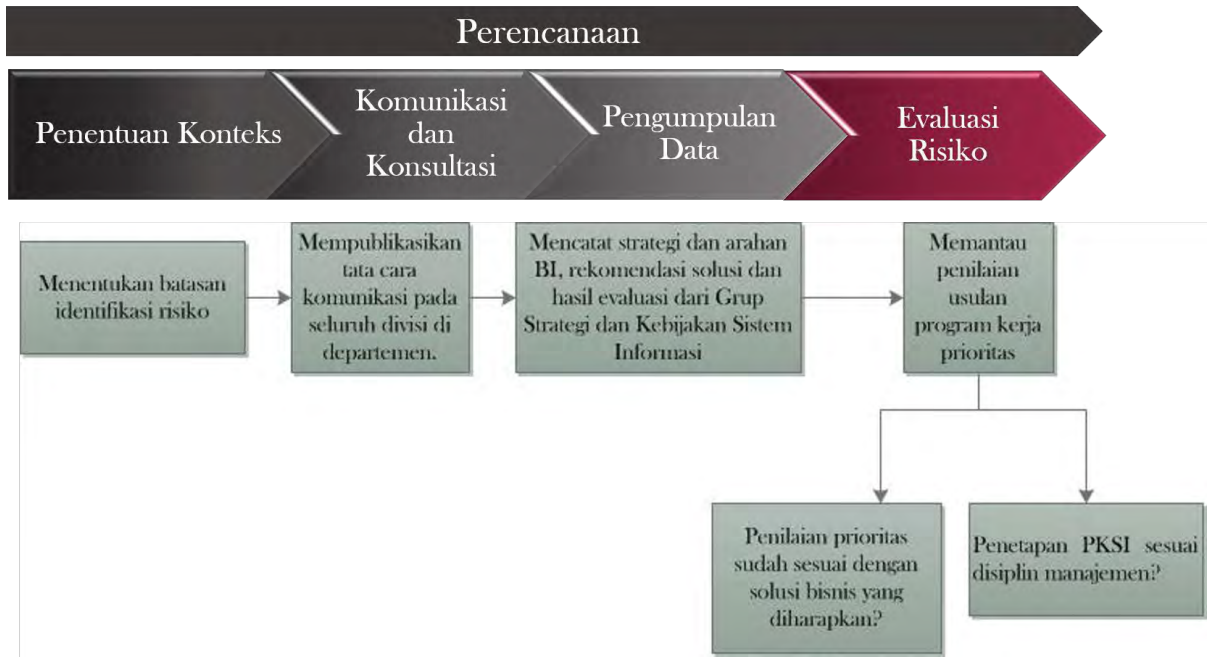 Perencanaan
Penentuan Konteks
Komunikasi
dan
Konsultasi
Pengumpulan
Data
Evaluasi
Risiko
Menentukan batasan
identifikasi risiko
Mempublikasikan
tata cara
komunikasi pada
seluruh divisi di
departemen.
Mencatat strategi dan arahan
BI, rekomendasi solusi dan
hasil evaluasi dari Grup
Strategi dan Kebijakan Sistem
Informasi
Memantau
penilaian
usulan
program kerja
prioritas
Penilaian prioritas
sudah sesuai dengan
solusi bisnis yang
diharapkan?
Penetapan PKSI sesuai
disiplin manajemen?